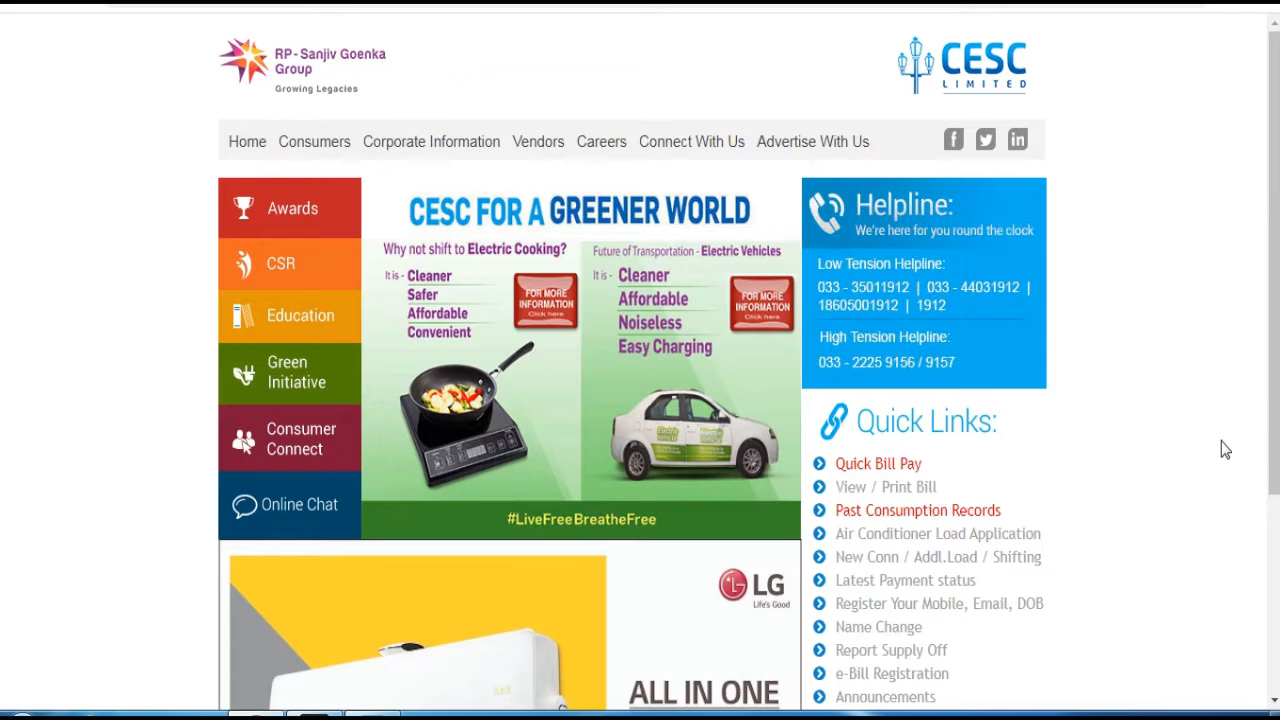 RP - Sanjiv Goenka
Group
Growing Legacies
CESC
LIMITED
Home Consumers Corporate Information Vendors Careers Connect With Us Advertise With Us
Awards
CSR
Education
Green
Initiative
Consumer
Connect
Online Chat
CESC FOR A GREENER WORLD
Why not shift to Electric Cooking?
It is - Cleaner
Safer
Affordable
Convenient
FOR MORE
INFORMATION
Click here
Future of Transportation - Electric Vehicles
It is - Cleaner
Affordable
Noiseless
Easy Charging
FOR MORE
INFORMATION
Click here
#LiveFreeBreatheFree
LG
Life's Good
ALL IN ONE
Helpline:
We're here for you round the clock
Low Tension Helpline:
033 - 35011912 | 033 - 44031912 |
18605001912 | 1912
High Tension Helpline:
033 - 2225 9156 / 9157
Quick Links:
Quick Bill Pay
View / Print Bill
Past Consumption Records
Air Conditioner Load Application
New Conn / Addl.Load / Shifting
Latest Payment status
Register Your Mobile, Email, DOB
Name Change
Report Supply Off
e-Bill Registration
Announcements